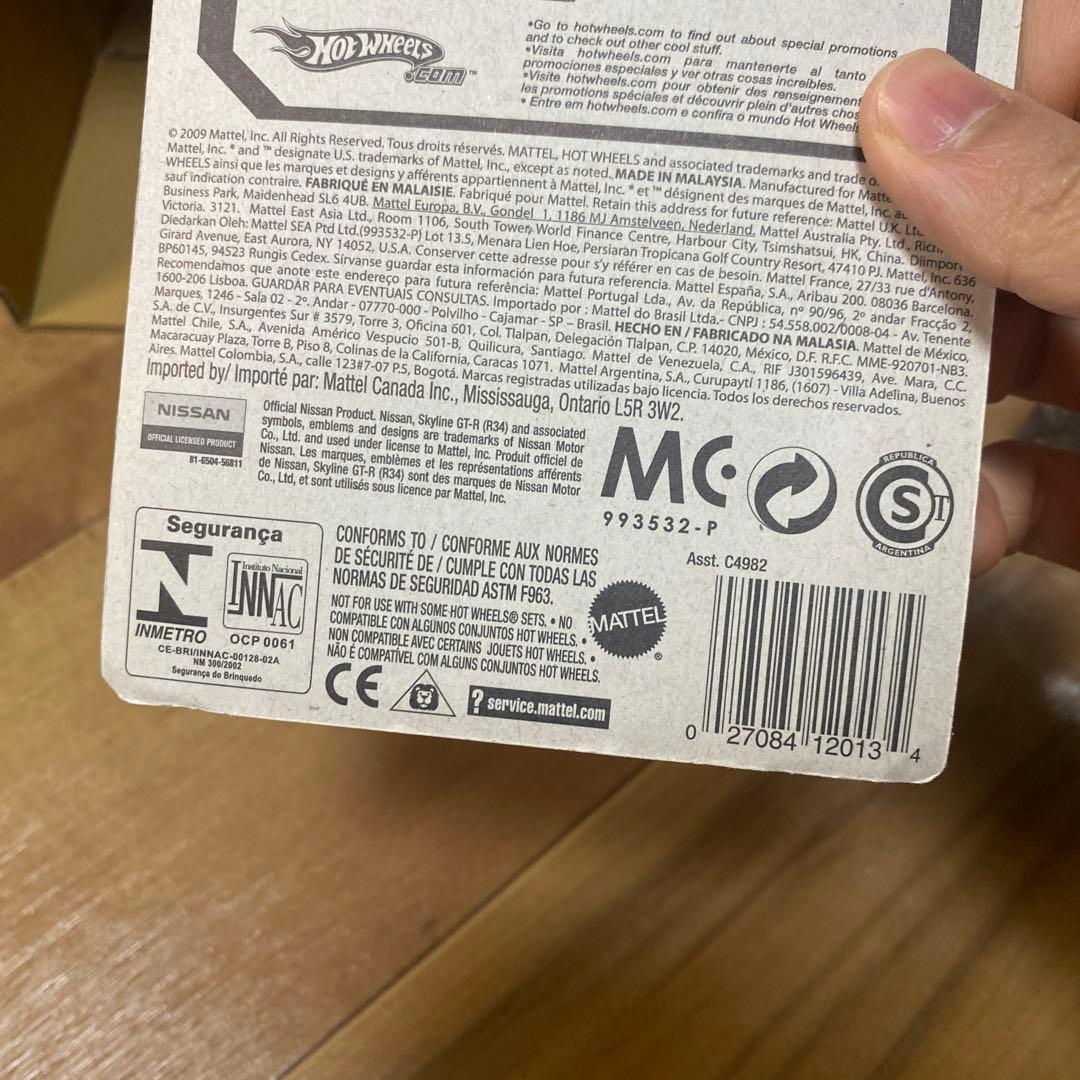 HOT WHEELS .COM™
•Go to hotwheels.com to find out about special promotions
and to check out other cool stuff.
•Visita hotwheels.com para mantenerte al tanto
promociones especiales y ver otras cosas increíbles.
•Visite hotwheels.com pour obtenir des renseignement
les promotions spéciales et découvrir plein d'autres chos
• Entre em hotwheels.com e confira o mundo Hot Wheel
© 2009 Mattel, Inc. All Rights Reserved. Tous droits réservés. MATTEL, HOT WHEELS and associated trademarks and trade d
Mattel, Inc. ® and ™ designate U.S. trademarks of Mattel, Inc., except as noted. MADE IN MALAYSIA. Manufactured for Matte
WHEELS ainsi que les marques et designs y afférents appartiennent à Mattel, Inc. ® et ™ désignent des marques de Mattel, Inc. au
sauf indication contraire. FABRIQUÉ EN MALAISIE. Fabriqué pour Mattel. Retain this address for future reference: Mattel U.K. Ltd
Business Park, Maidenhead SL6 4UB. Mattel Europa, B.V., Gondel 1, 1186 MJ Amstelveen, Nederland. Mattel Australia Pty. Ltd., Rich
Victoria. 3121. Mattel East Asia Ltd., Room 1106, South Tower, World Finance Centre, Harbour City, Tsimshatsui, HK, China. Diimport
Diedarkan Oleh: Mattel SEA Ptd Ltd.(993532-P) Lot 13.5, Menara Lien Hoe, Persiaran Tropicana Golf Country Resort, 47410 PJ. Mattel, Inc. 636
Girard Avenue, East Aurora, NY 14052, U.S.A. Conserver cette adresse pour s'y référer en cas de besoin. Mattel France, 27/33 rue d'Antony,
BP60145, 94523 Rungis Cedex. Sírvanse guardar esta información para futura referencia. Mattel España, S.A., Aribau 200. 08036 Barcelona.
Recomendamos que anote este endereço para futura referência: Mattel Portugal Lda., Av. da República, nº 90/96, 2º andar Fracção 2,
1600-206 Lisboa. GUARDAR PARA EVENTUAIS CONSULTAS. Importado por : Mattel do Brasil Ltda.- CNPJ : 54.558.002/0008-04 - Av. Tenente
Marques, 1246 - Sala 02 - 2º. Andar - 07770-000 - Polvilho - Cajamar - SP – Brasil. HECHO EN / FABRICADO NA MALASIA. Mattel de México,
S.A. de C.V., Insurgentes Sur # 3579, Torre 3, Oficina 601, Col. Tlalpan, Delegación Tlalpan, C.P. 14020, México, D.F. R.F.C. MME-920701-NB3.
Mattel Chile, S.A., Avenida Américo Vespucio 501-B, Quilicura, Santiago. Mattel de Venezuela, C.A., RIF J301596439, Ave. Mara, C.C.
Macaracuay Plaza, Torre B, Piso 8, Colinas de la California, Caracas 1071. Mattel Argentina, S.A., Curupaytí 1186, (1607) - Villa Adelina, Buenos
Aires. Mattel Colombia, S.A., calle 123#7-07 P.5, Bogotá. Marcas registradas utilizadas bajo licencia. Todos los derechos reservados.
Imported by/ Importé par: Mattel Canada Inc., Mississauga, Ontario L5R 3W2.
NISSAN
OFFICIAL LICENSED PRODUCT
81-6504-56811
Official Nissan Product. Nissan, Skyline GT-R (R34) and associated
symbols, emblems and designs are trademarks of Nissan Motor
Co., Ltd. and used under license to Mattel, Inc. Produit officiel de
Nissan. Les marques, emblèmes et les représentations afférents
de Nissan, Skyline GT-R (R34) sont des marques de Nissan Motor
Co., Ltd, et sont utilisés sous licence par Mattel, Inc.
MC
993532-P
REPUBLICA
S T
ARGENTINA
Segurança
INMETRO
Instituto Nacional
INNAC
OCP 0061
CE-BRI/INNAC-00128-02A
NM 300/2002
Segurança do Brinquedo
CONFORMS TO / CONFORME AUX NORMES
DE SÉCURITÉ DE / CUMPLE CON TODAS LAS
NORMAS DE SEGURIDAD ASTM F963.
NOT FOR USE WITH SOME HOT WHEELS® SETS. • NO
COMPATIBLE CON ALGUNOS CONJUNTOS HOT WHEELS. •
NON COMPATIBLE AVEC CERTAINS JOUETS HOT WHEELS. •
NÃO É COMPATÍVEL COM ALGUNS CONJUNTOS HOT WHEELS.
CE
? service.mattel.com
MATTEL ®
Asst. C4982
0 27084 12013 4